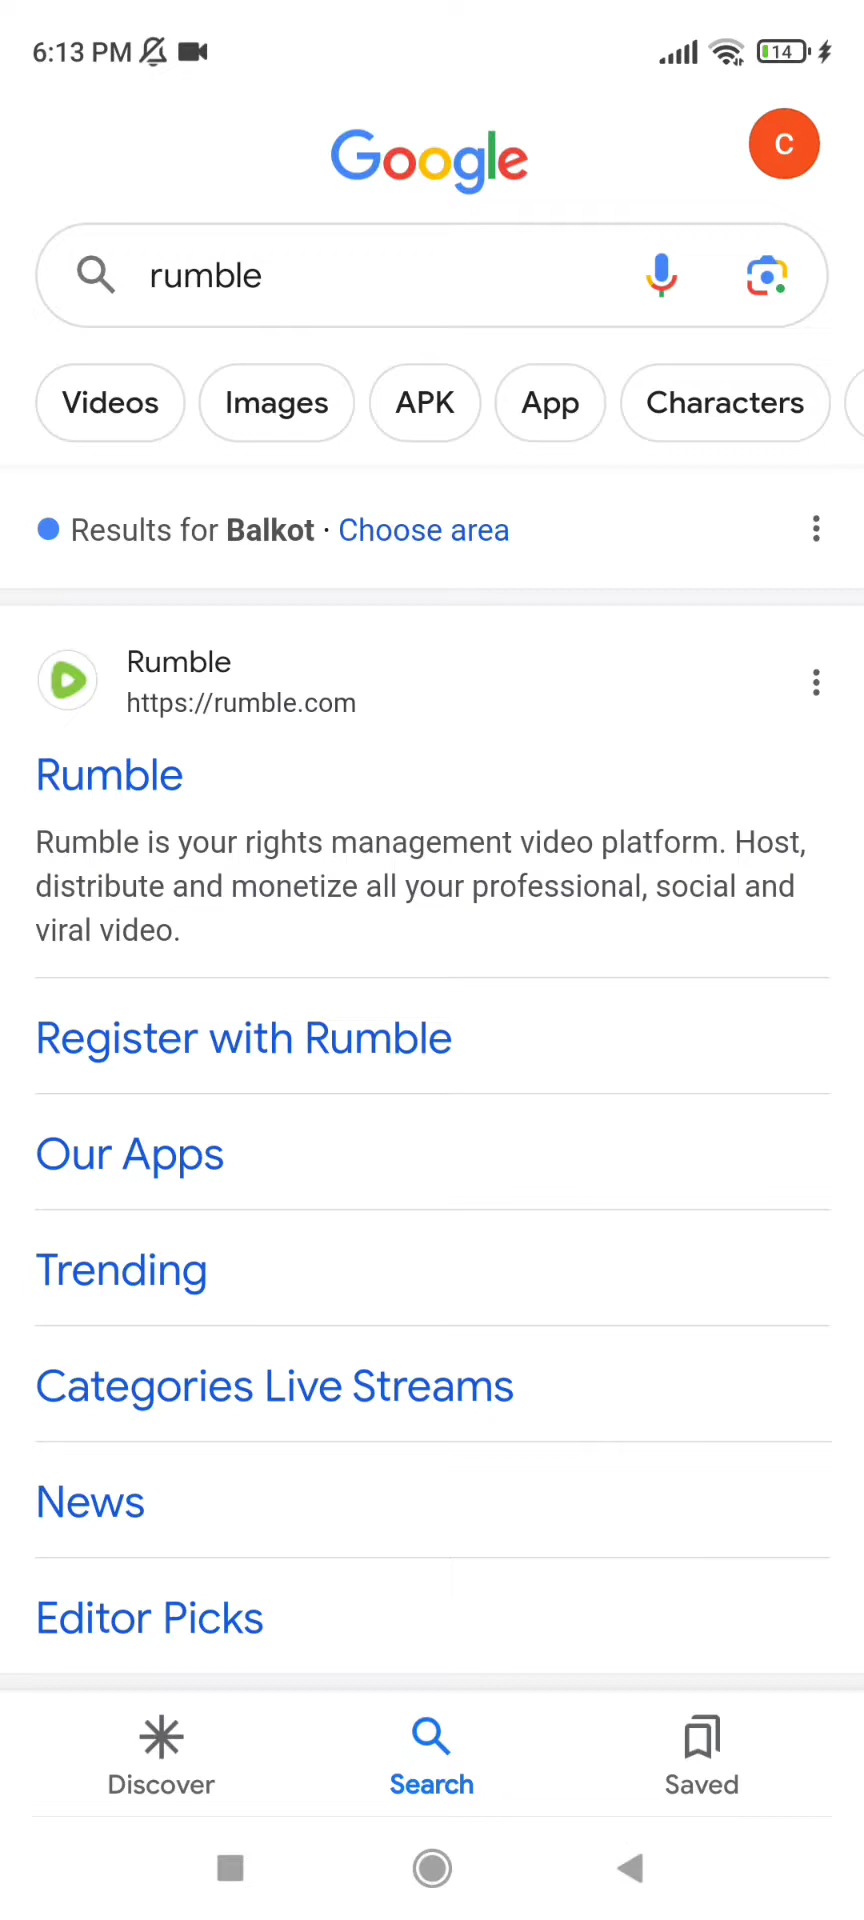 6:13 PM
14
Google
C
rumble
Videos
Images
APK
App
Characters
Results for Balkot · Choose area
Rumble
https://rumble.com
Rumble
Rumble is your rights management video platform. Host,
distribute and monetize all your professional, social and
viral video.
Register with Rumble
Our Apps
Trending
Categories Live Streams
News
Editor Picks
Discover
Search
Saved